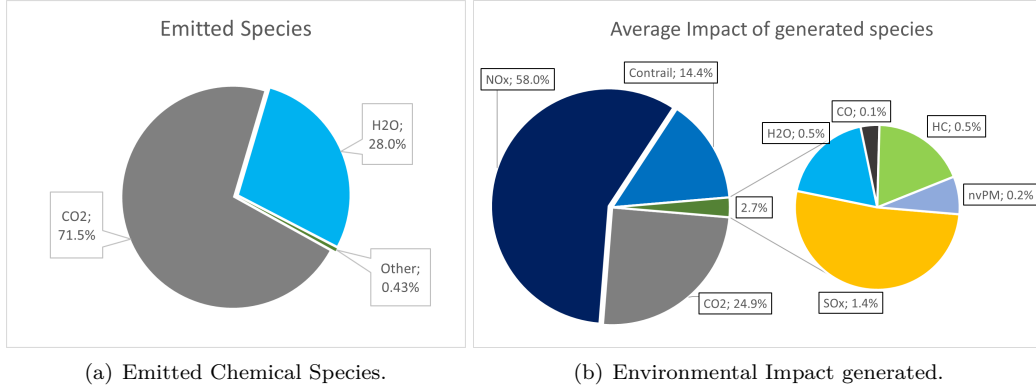 Emitted Species
H2O;
28.0%
CO2;
71.5%
Other;
0.43%
(a) Emitted Chemical Species.
Average Impact of generated species
NOx; 58.0%
Contrail; 14.4%
2.7%
CO2; 24.9%
CO; 0.1%
H2O; 0.5%
HC; 0.5%
nvPM; 0.2%
SOx; 1.4%
(b) Environmental Impact generated.